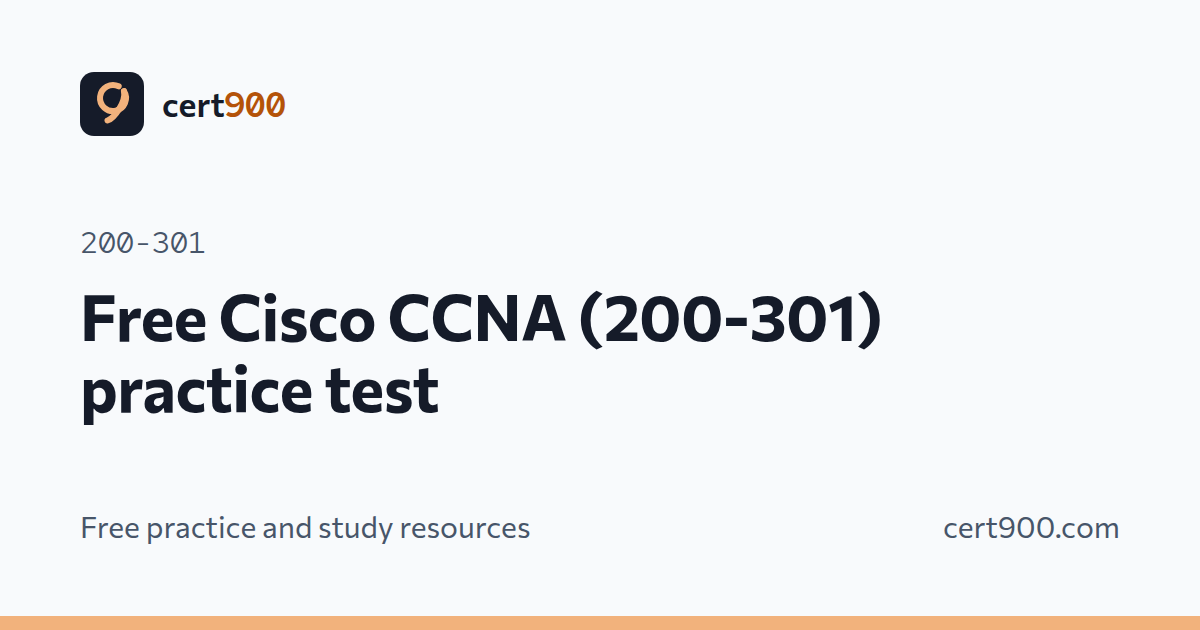 cert900
200-301
Free Cisco CCNA (200-301)
practice test
Free practice and study resources
cert900.com